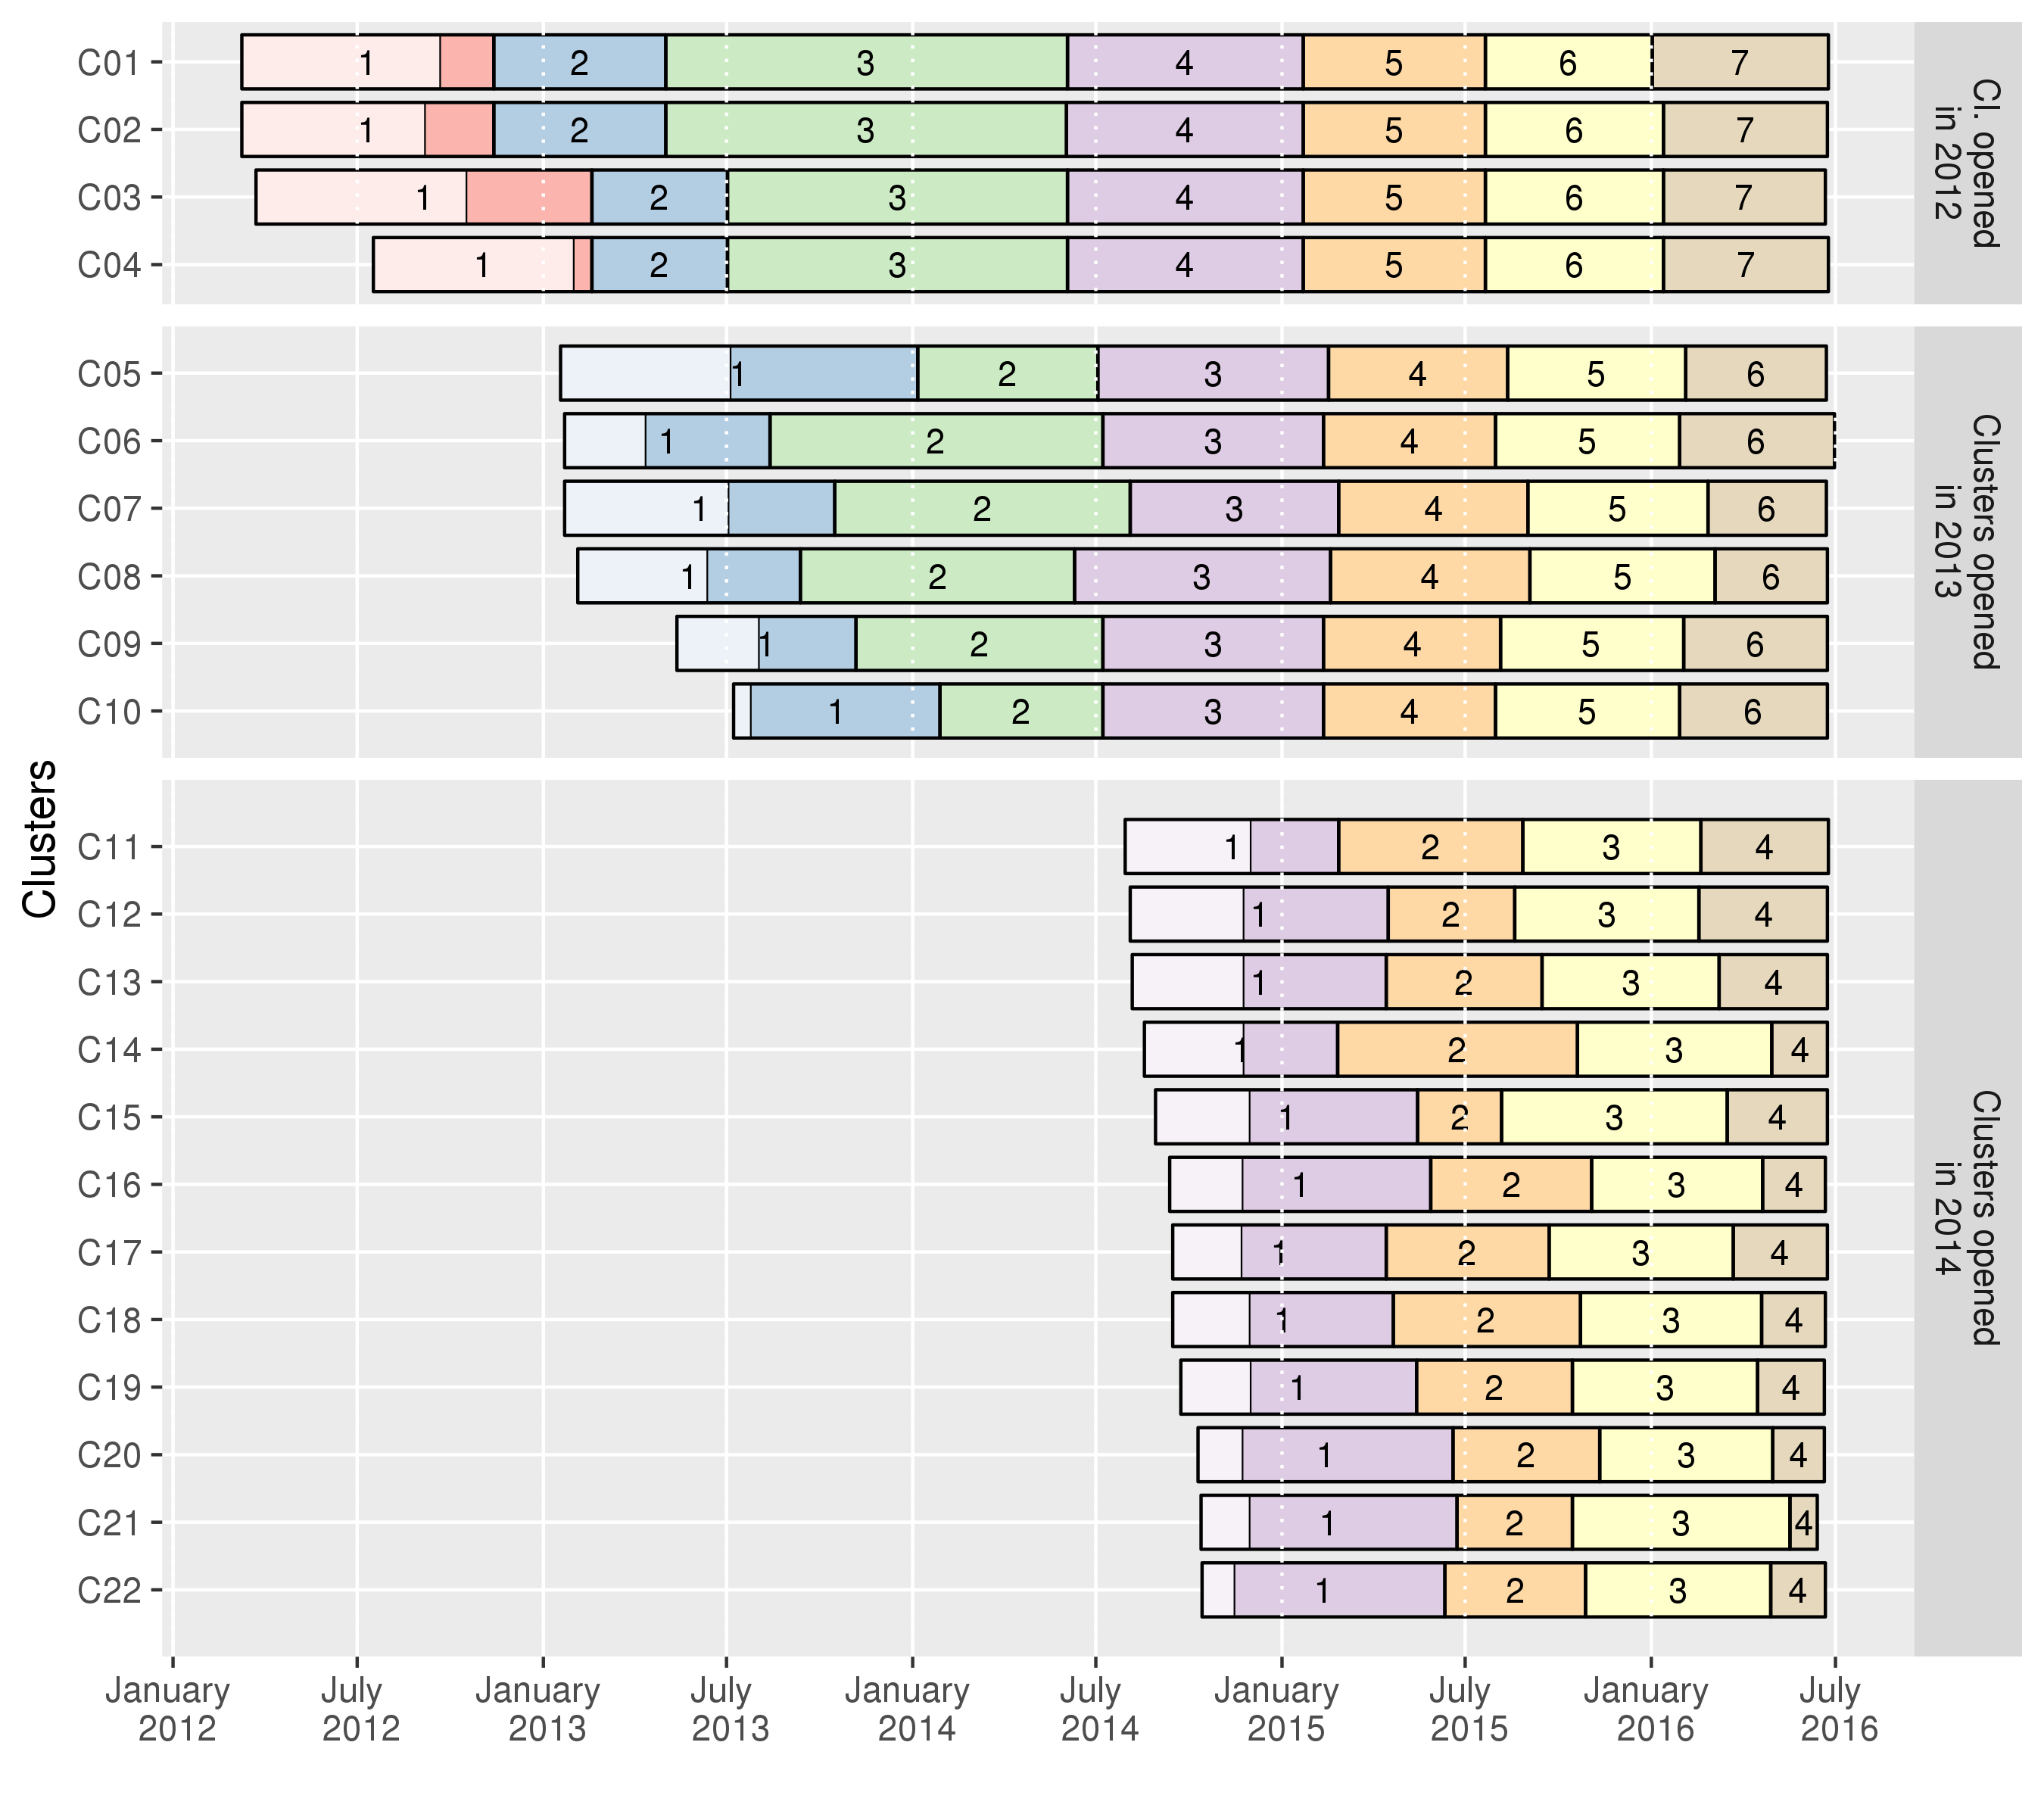 C01 1 2 3 4 5 6 7
C02 1 2 3 4 5 6 7
C03 1 2 3 4 5 6 7
C04 1 2 3 4 5 6 7
Cl. opened
in 2012
C05 1 2 3 4 5 6
C06 1 2 3 4 5 6
C07 1 2 3 4 5 6
C08 1 2 3 4 5 6
C09 1 2 3 4 5 6
C10 1 2 3 4 5 6
Clusters opened
in 2013
Clusters
C11 1 2 3 4
C12 1 2 3 4
C13 1 2 3 4
C14 1 2 3 4
C15 1 2 3 4
C16 1 2 3 4
C17 1 2 3 4
C18 1 2 3 4
C19 1 2 3 4
C20 1 2 3 4
C21 1 2 3 4
C22 1 2 3 4
Clusters opened
in 2014
January July January July January July January July January July
2012 2012 2013 2013 2014 2014 2015 2015 2016 2016